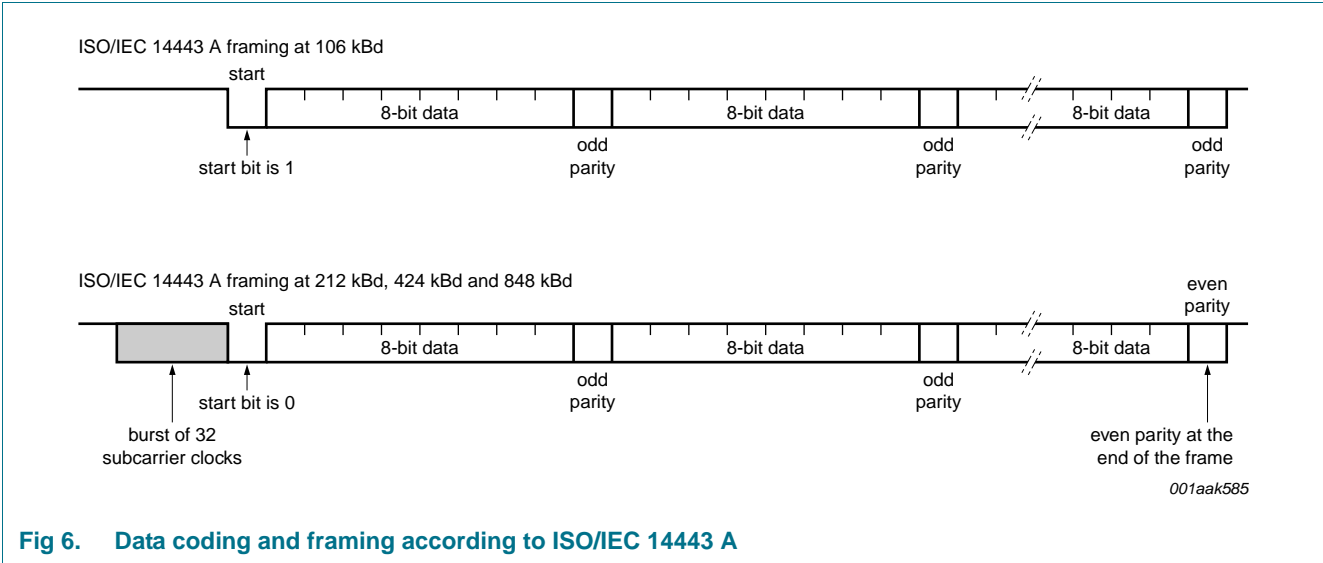 ISO/IEC 14443 A framing at 106 kBd
start
8-bit data
8-bit data
8-bit data
start bit is 1
odd
parity
odd
parity
odd
parity
ISO/IEC 14443 A framing at 212 kBd, 424 kBd and 848 kBd
even
parity
start
8-bit data
8-bit data
8-bit data
start bit is 0
odd
parity
odd
parity
burst of 32
subcarrier clocks
even parity at the
end of the frame
001aak585
Fig 6. Data coding and framing according to ISO/IEC 14443 A